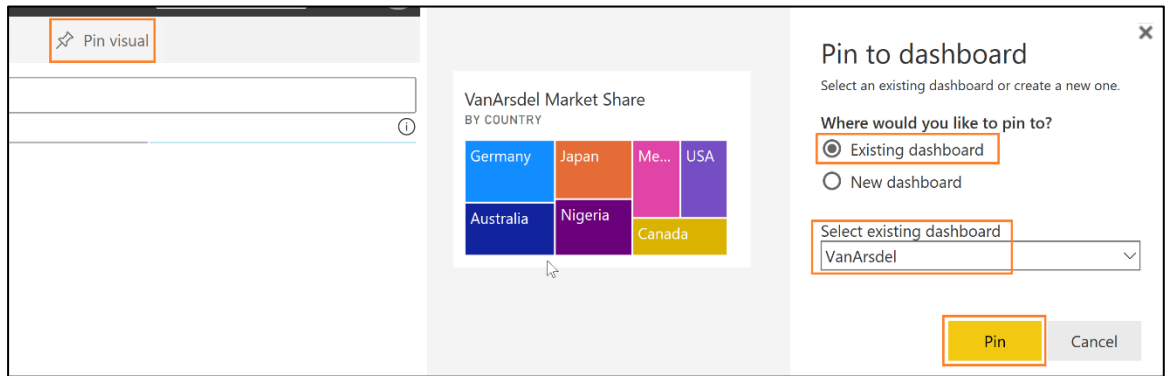 Pin visual
VanArsdel Market Share
BY COUNTRY
Germany
Japan
Me...
USA
Australia
Nigeria
Canada
Pin to dashboard
Select an existing dashboard or create a new one.
Where would you like to pin to?
Existing dashboard
New dashboard
Select existing dashboard
VanArsdel
Pin
Cancel